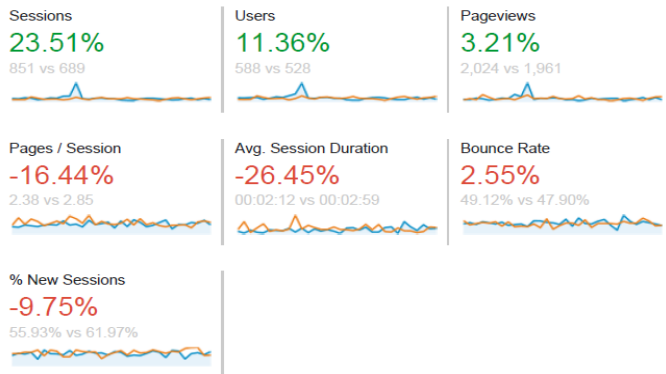 Sessions
23.51%
851 vs 689
Users
11.36%
588 vs 528
Pageviews
3.21%
2,024 vs 1,961
Pages / Session
-16.44%
2.38 vs 2.85
Avg. Session Duration
-26.45%
00:02:12 vs 00:02:59
Bounce Rate
2.55%
49.12% vs 47.90%
% New Sessions
-9.75%
55.93% vs 61.97%